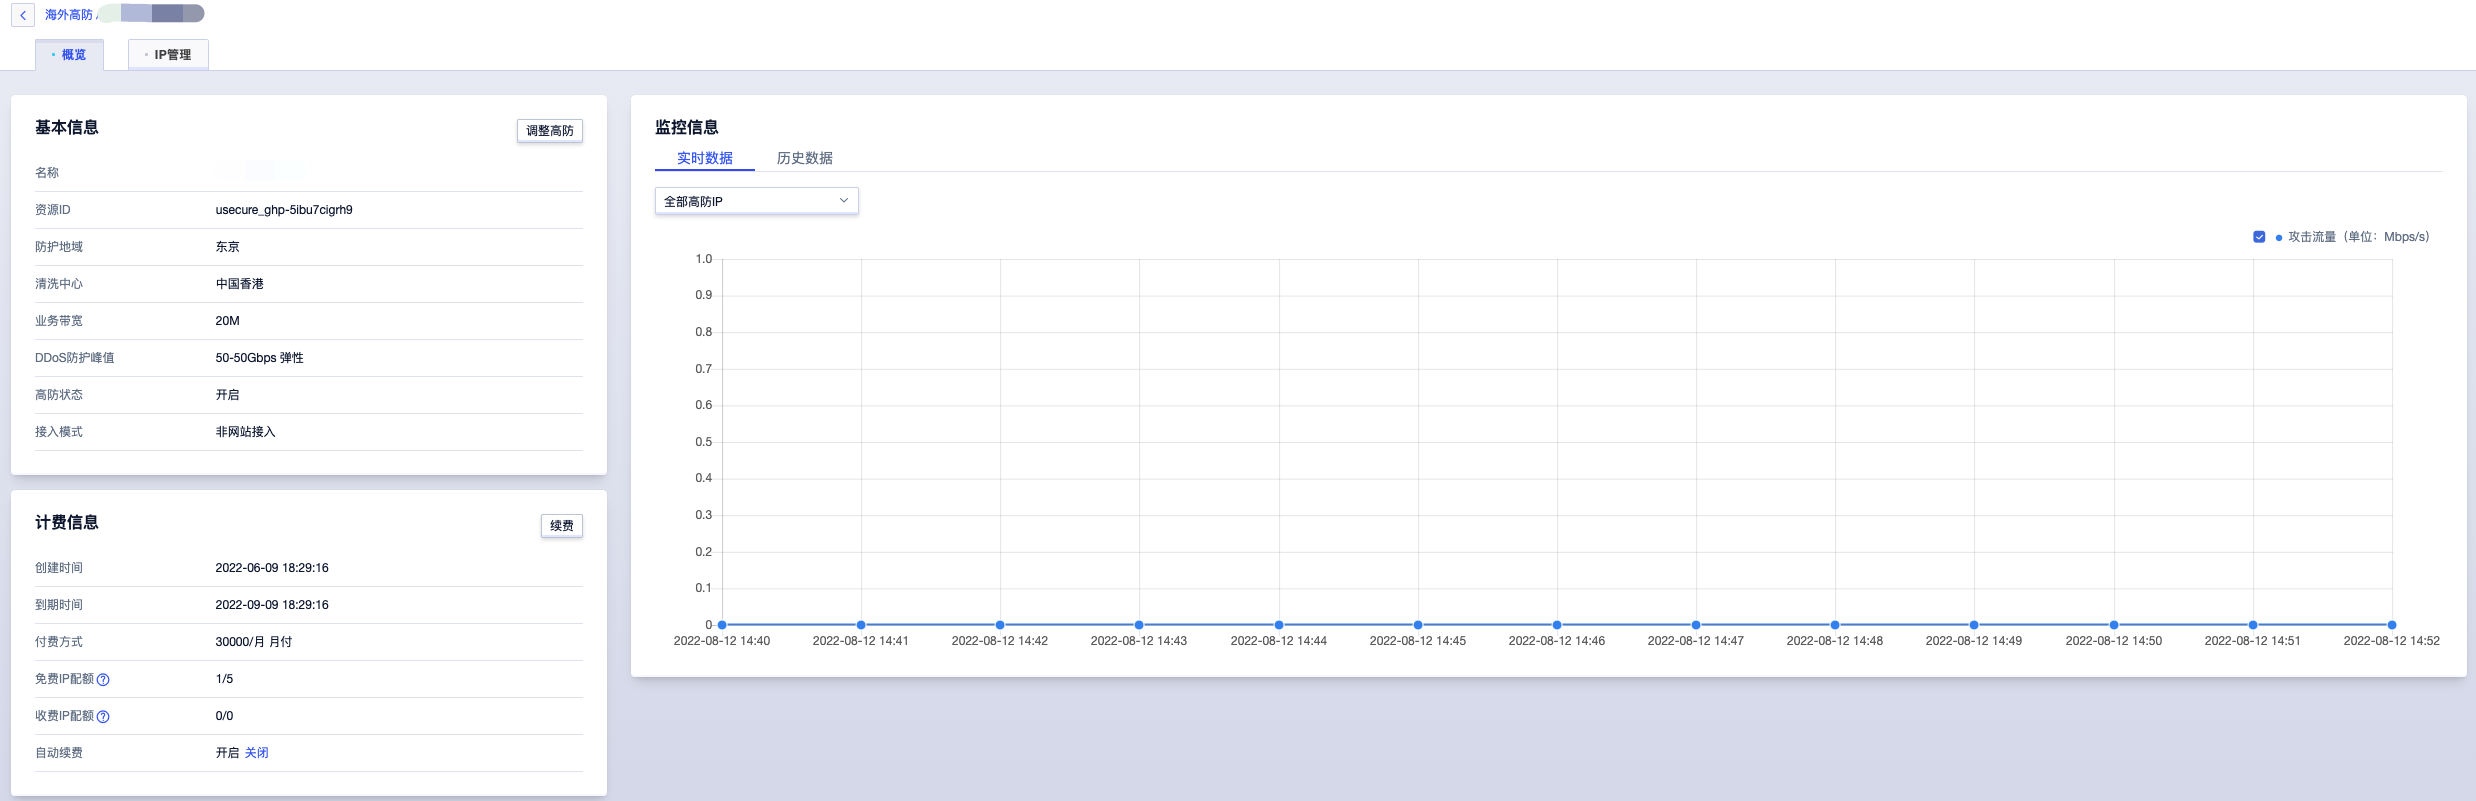 海外高防 /
概览
IP管理
基本信息
调整高防
名称
资源ID usecure_ghp-5ibu7cigrh9
防护地域 东京
清洗中心 中国香港
业务带宽 20M
DDoS防护峰值 50-50Gbps 弹性
高防状态 开启
接入模式 非网站接入
计费信息
续费
创建时间 2022-06-09 18:29:16
到期时间 2022-09-09 18:29:16
付费方式 30000/月 月付
免费IP配额 1/5
收费IP配额 0/0
自动续费 开启 关闭
监控信息
实时数据 历史数据
全部高防IP
攻击流量（单位：Mbps/s）
1.0
0.9
0.8
0.7
0.6
0.5
0.4
0.3
0.2
0.1
0
2022-08-12 14:40 2022-08-12 14:41 2022-08-12 14:42 2022-08-12 14:43 2022-08-12 14:44 2022-08-12 14:45 2022-08-12 14:46 2022-08-12 14:47 2022-08-12 14:48 2022-08-12 14:49 2022-08-12 14:50 2022-08-12 14:51 2022-08-12 14:52